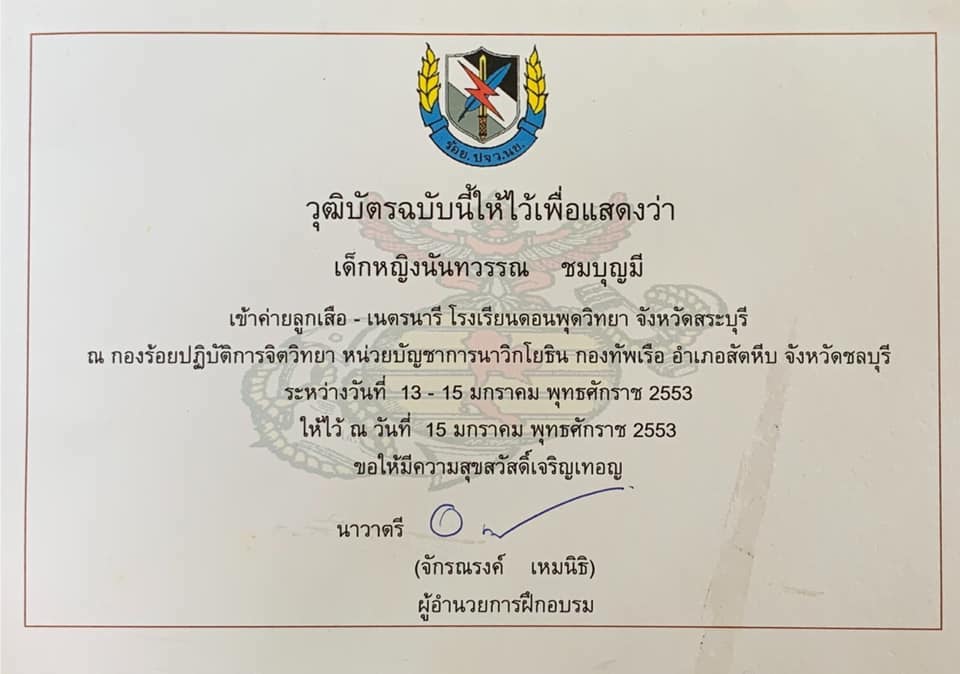 ร้อย.ปจว.นย.
วุฒิบัตรฉบับนี้ให้ไว้เพื่อแสดงว่า
เด็กหญิงนันทวรรณ ชมบุญมี
เข้าค่ายลูกเสือ - เนตรนารี โรงเรียนดอนพุดวิทยา จังหวัดสระบุรี
ณ กองร้อยปฏิบัติการจิตวิทยา หน่วยบัญชาการนาวิกโยธิน กองทัพเรือ อำเภอสัตหีบ จังหวัดชลบุรี
ระหว่างวันที่ 13 - 15 มกราคม พุทธศักราช 2553
ให้ไว้ ณ วันที่ 15 มกราคม พุทธศักราช 2553
ขอให้มีความสุขสวัสดิ์เจริญเทอญ
นาวาตรี
(จักรณรงค์ เหมนิธิ)
ผู้อำนวยการฝึกอบรม